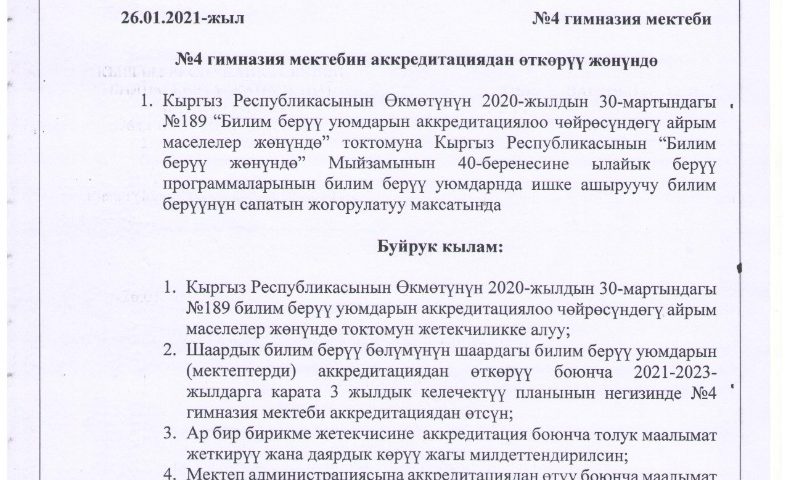 26.01.2021-жыл №4 гимназия мектеби
№4 гимназия мектебин аккредитациядан өткөрүү жөнүндө
1. Кыргыз Республикасынын Өкмөтүнүн 2020-жылдын 30-мартындагы
№189 “Билим берүү уюмдарын аккредитациялоо чөйрөсүндөгү айрым
маселелер жөнүндө” токтомуна Кыргыз Республикасынын “Билим
берүү жөнүндө” Мыйзамынын 40-беренесине ылайык берүү
программаларынын билим берүү уюмдарнда ишке ашыруучу билим
берүүнүн сапатын жогорулатуу максатында
Буйрук кылам:
1. Кыргыз Республикасынын Өкмөтүнүн 2020-жылдын 30-мартындагы
№189 билим берүү уюмдарын аккредитациялоо чөйрөсүндөгү айрым
маселелер жөнүндө токтомун жетекчиликке алуу;
2. Шаардык билим берүү бөлүмүнүн шаардагы билим берүү уюмдарын
(мектептерди) аккредитациядан өткөрүү боюнча 2021-2023-
жылдарга карата 3 жылдык келечектүү планынын негизинде №4
гимназия мектеби аккредитациядан өтсүн;
3. Ар бир бирикме жетекчисине аккредитация боюнча толук маалымат
жеткирүү жана даярдык көрүү жагы милдеттендирилсин;
4. Мектеп администрациясына аккредитациядан өтүү боюнча маалымат